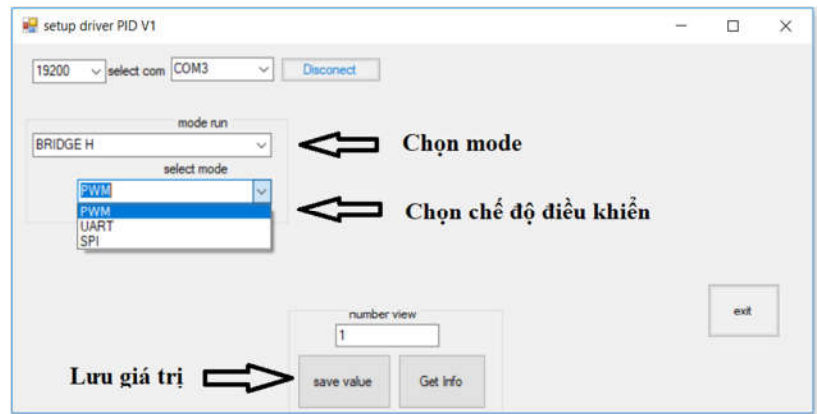 setup driver PID V1
19200 select com COM3 Disconect
mode run
BRIDGE H
Chọn mode
select mode
PWM
PWM
Chọn chế độ điều khiển
UART
SPI
exit
number view
1
Lưu giá trị
save value
Get Info